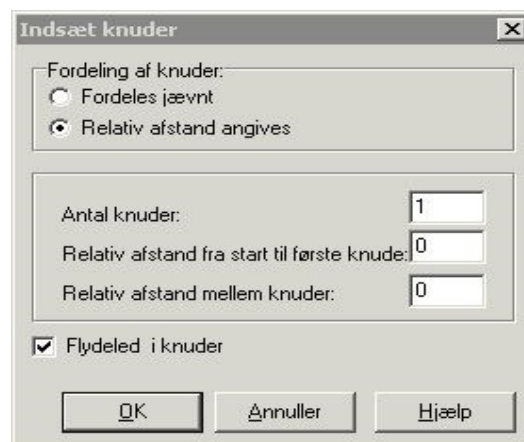 Indsæt knuder
Fordeling af knuder:
Fordeles jævnt
Relativ afstand angives
Antal knuder: 1
Relativ afstand fra start til første knude: 0
Relativ afstand mellem knuder: 0
Flydeled i knuder
OK Annuller Hjælp